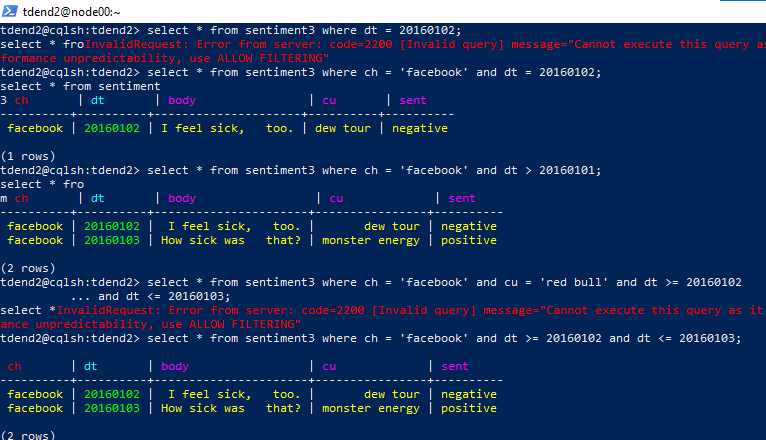 tdend2@node00:~
tdend2@cqlsh:tdend2> select * from sentiment3 where dt = 20160102;
select * froInvalidRequest: Error from server: code=2200 [Invalid query] message="Cannot execute this query as
formance unpredictability, use ALLOW FILTERING"
tdend2@cqlsh:tdend2> select * from sentiment3 where ch = 'facebook' and dt = 20160102;
select * from sentiment
3 ch | dt | body | cu | sent
----------+----------+--------------------+----------+----------
facebook | 20160102 | I feel sick, too. | dew tour | negative
(1 rows)
tdend2@cqlsh:tdend2> select * from sentiment3 where ch = 'facebook' and dt > 20160101;
select * fro
m ch | dt | body | cu | sent
----------+----------+---------------------+----------------+----------
facebook | 20160102 | I feel sick, too. | dew tour | negative
facebook | 20160103 | How sick was that? | monster energy | positive
(2 rows)
tdend2@cqlsh:tdend2> select * from sentiment3 where ch = 'facebook' and cu = 'red bull' and dt >= 20160102
... and dt <= 20160103;
select *InvalidRequest: Error from server: code=2200 [Invalid query] message="Cannot execute this query as it
ance unpredictability, use ALLOW FILTERING"
tdend2@cqlsh:tdend2> select * from sentiment3 where ch = 'facebook' and dt >= 20160102 and dt <= 20160103;
ch | dt | body | cu | sent
----------+----------+---------------------+----------------+----------
facebook | 20160102 | I feel sick, too. | dew tour | negative
facebook | 20160103 | How sick was that? | monster energy | positive
(2 rows)